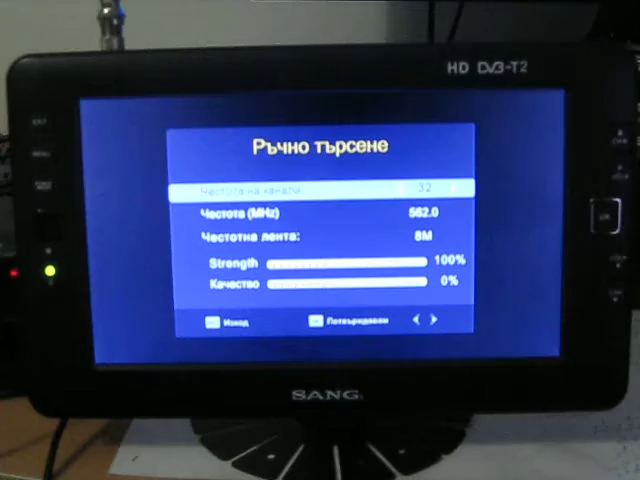 HD DVB-T2
Ръчно търсене
Честота на канала 32
Честота (MHz) 562.0
Честотна лента: 8M
Strength 100%
Качество 0%
Изход Потвърждавам
SANG
MENU